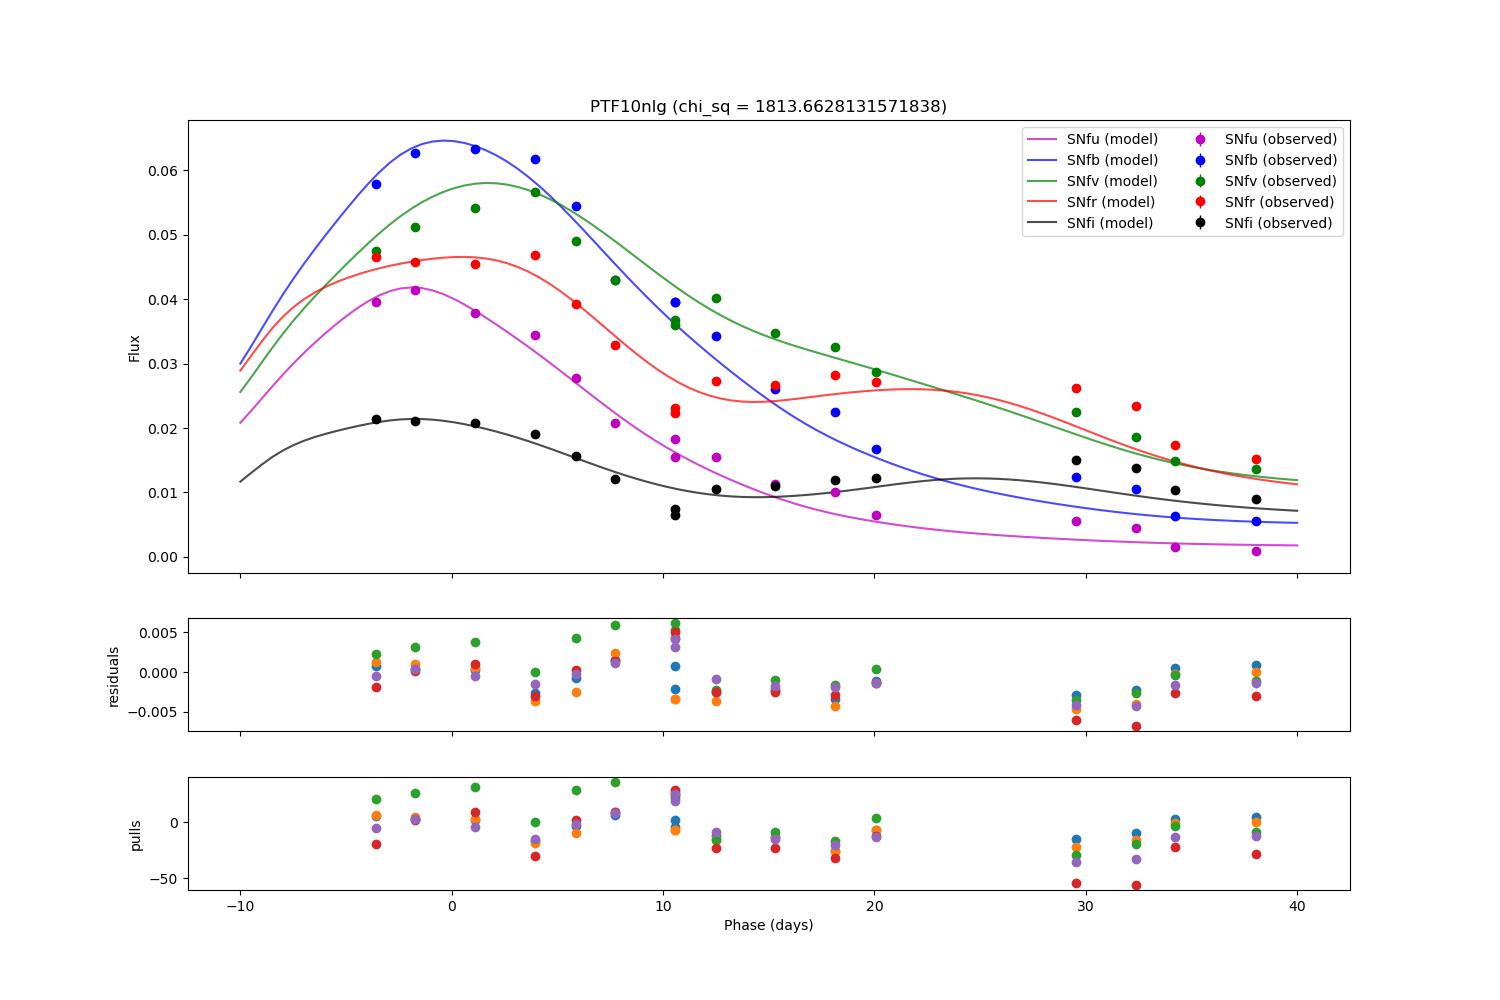 PTF10nlg (chi_sq = 1813.6628131571838)
Flux
0.06
0.05
0.04
0.03
0.02
0.01
0.00
SNfu (model)
SNfb (model)
SNfv (model)
SNfr (model)
SNfi (model)
SNfu (observed)
SNfb (observed)
SNfv (observed)
SNfr (observed)
SNfi (observed)
residuals
0.005
0.000
−0.005
pulls
0
−50
−10 0 10 20 30 40
Phase (days)